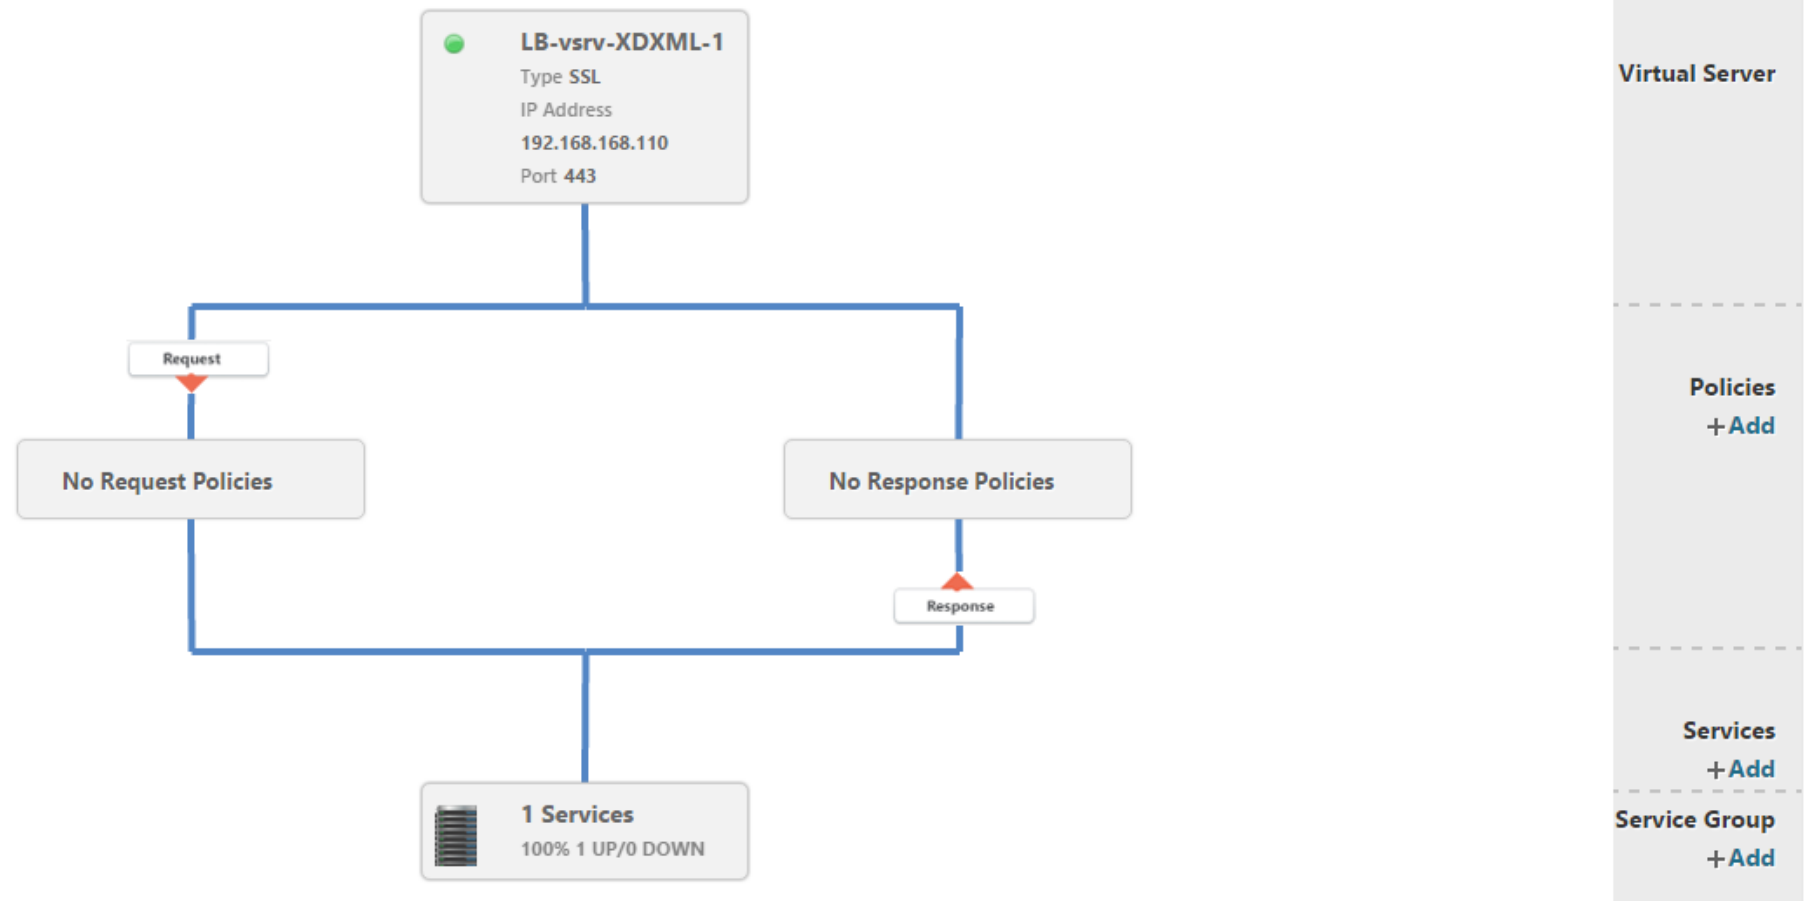 LB-vsrv-XDXML-1
Type SSL
IP Address
192.168.168.110
Port 443
Virtual Server
Request
Policies
+Add
No Request Policies
No Response Policies
Response
Services
+Add
1 Services
100% 1 UP/0 DOWN
Service Group
+Add